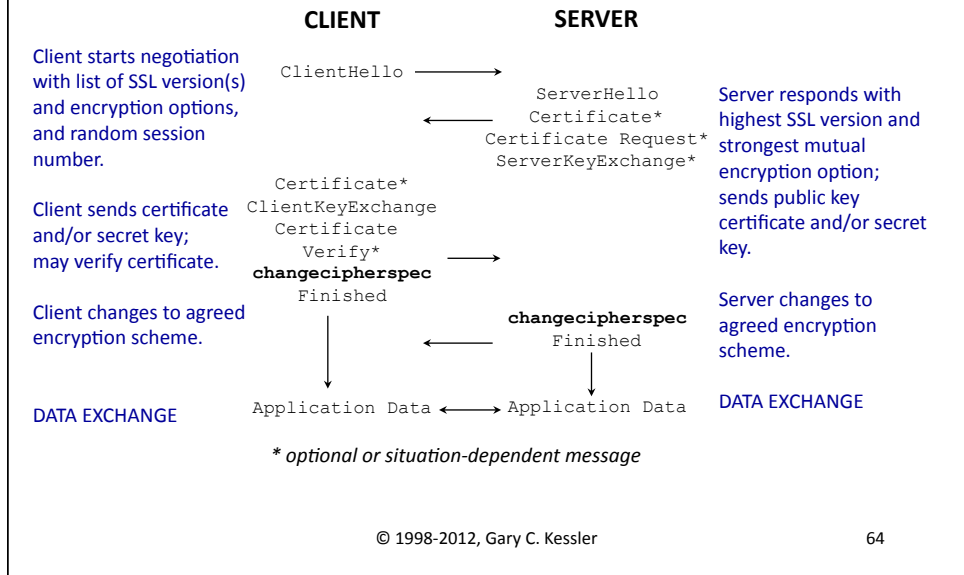 CLIENT
SERVER
Client starts negotiation
with list of SSL version(s)
and encryption options,
and random session
number.
ClientHello
ServerHello
Certificate*
Certificate Request*
ServerKeyExchange*
Server responds with
highest SSL version and
strongest mutual
encryption option;
sends public key
certificate and/or secret
key.
Client sends certificate
and/or secret key;
may verify certificate.
Certificate*
ClientKeyExchange
Certificate
Verify*
changecipherspec
Finished
Client changes to agreed
encryption scheme.
changecipherspec
Finished
Server changes to
agreed encryption
scheme.
DATA EXCHANGE
Application Data
Application Data
DATA EXCHANGE
* optional or situation-dependent message
© 1998-2012, Gary C. Kessler
64